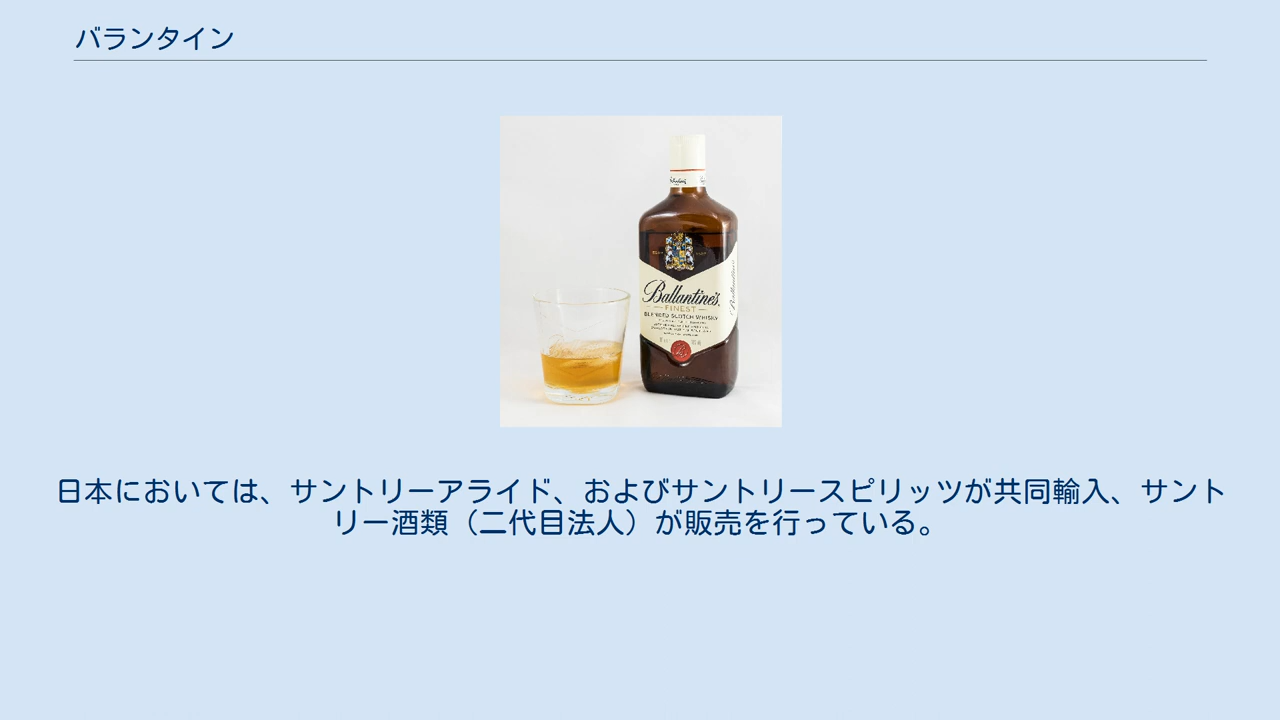 バランタイン
Ballantine's
FINEST
BLENDED SCOTCH WHISKY
日本においては、サントリーアライド、およびサントリースピリッツが共同輸入、サント
リー酒類（二代目法人）が販売を行っている。